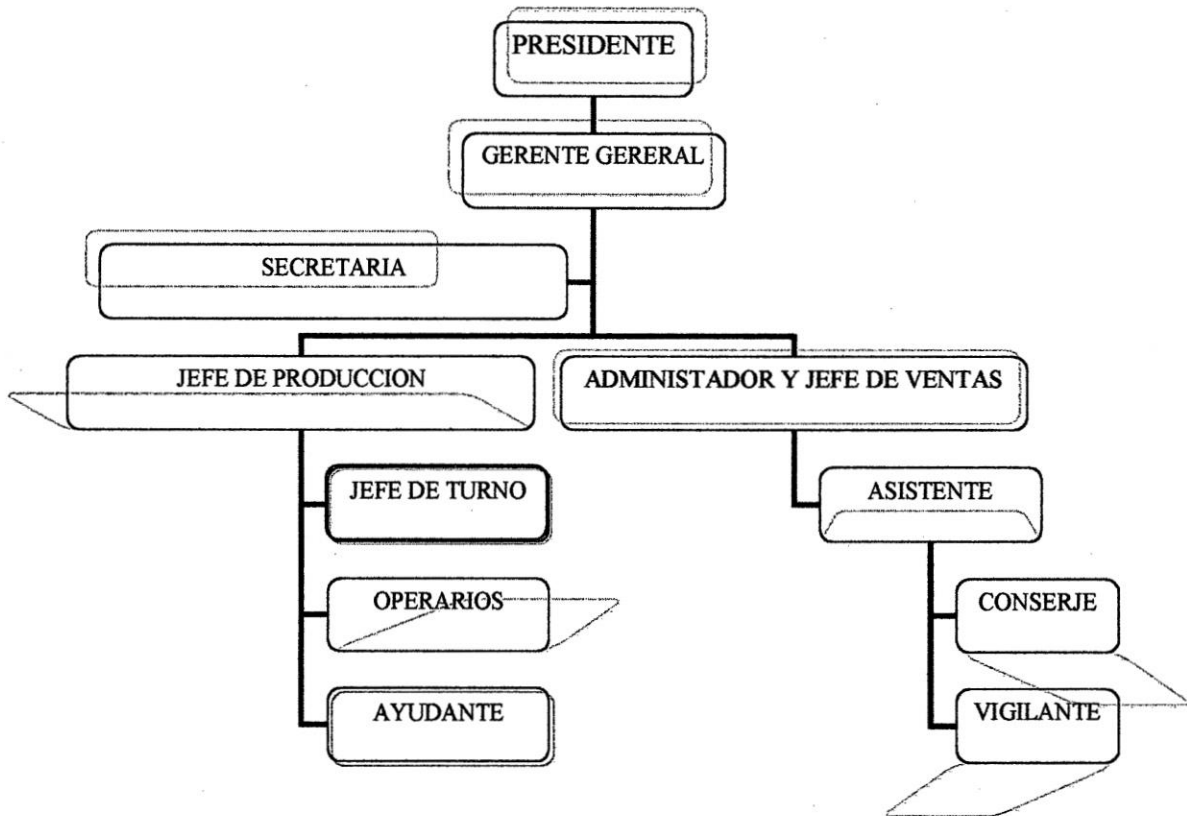 PRESIDENTE
GERENTE GERERAL
SECRETARIA
JEFE DE PRODUCCION
ADMINISTADOR Y JEFE DE VENTAS
JEFE DE TURNO
ASISTENTE
OPERARIOS
CONSERJE
AYUDANTE
VIGILANTE